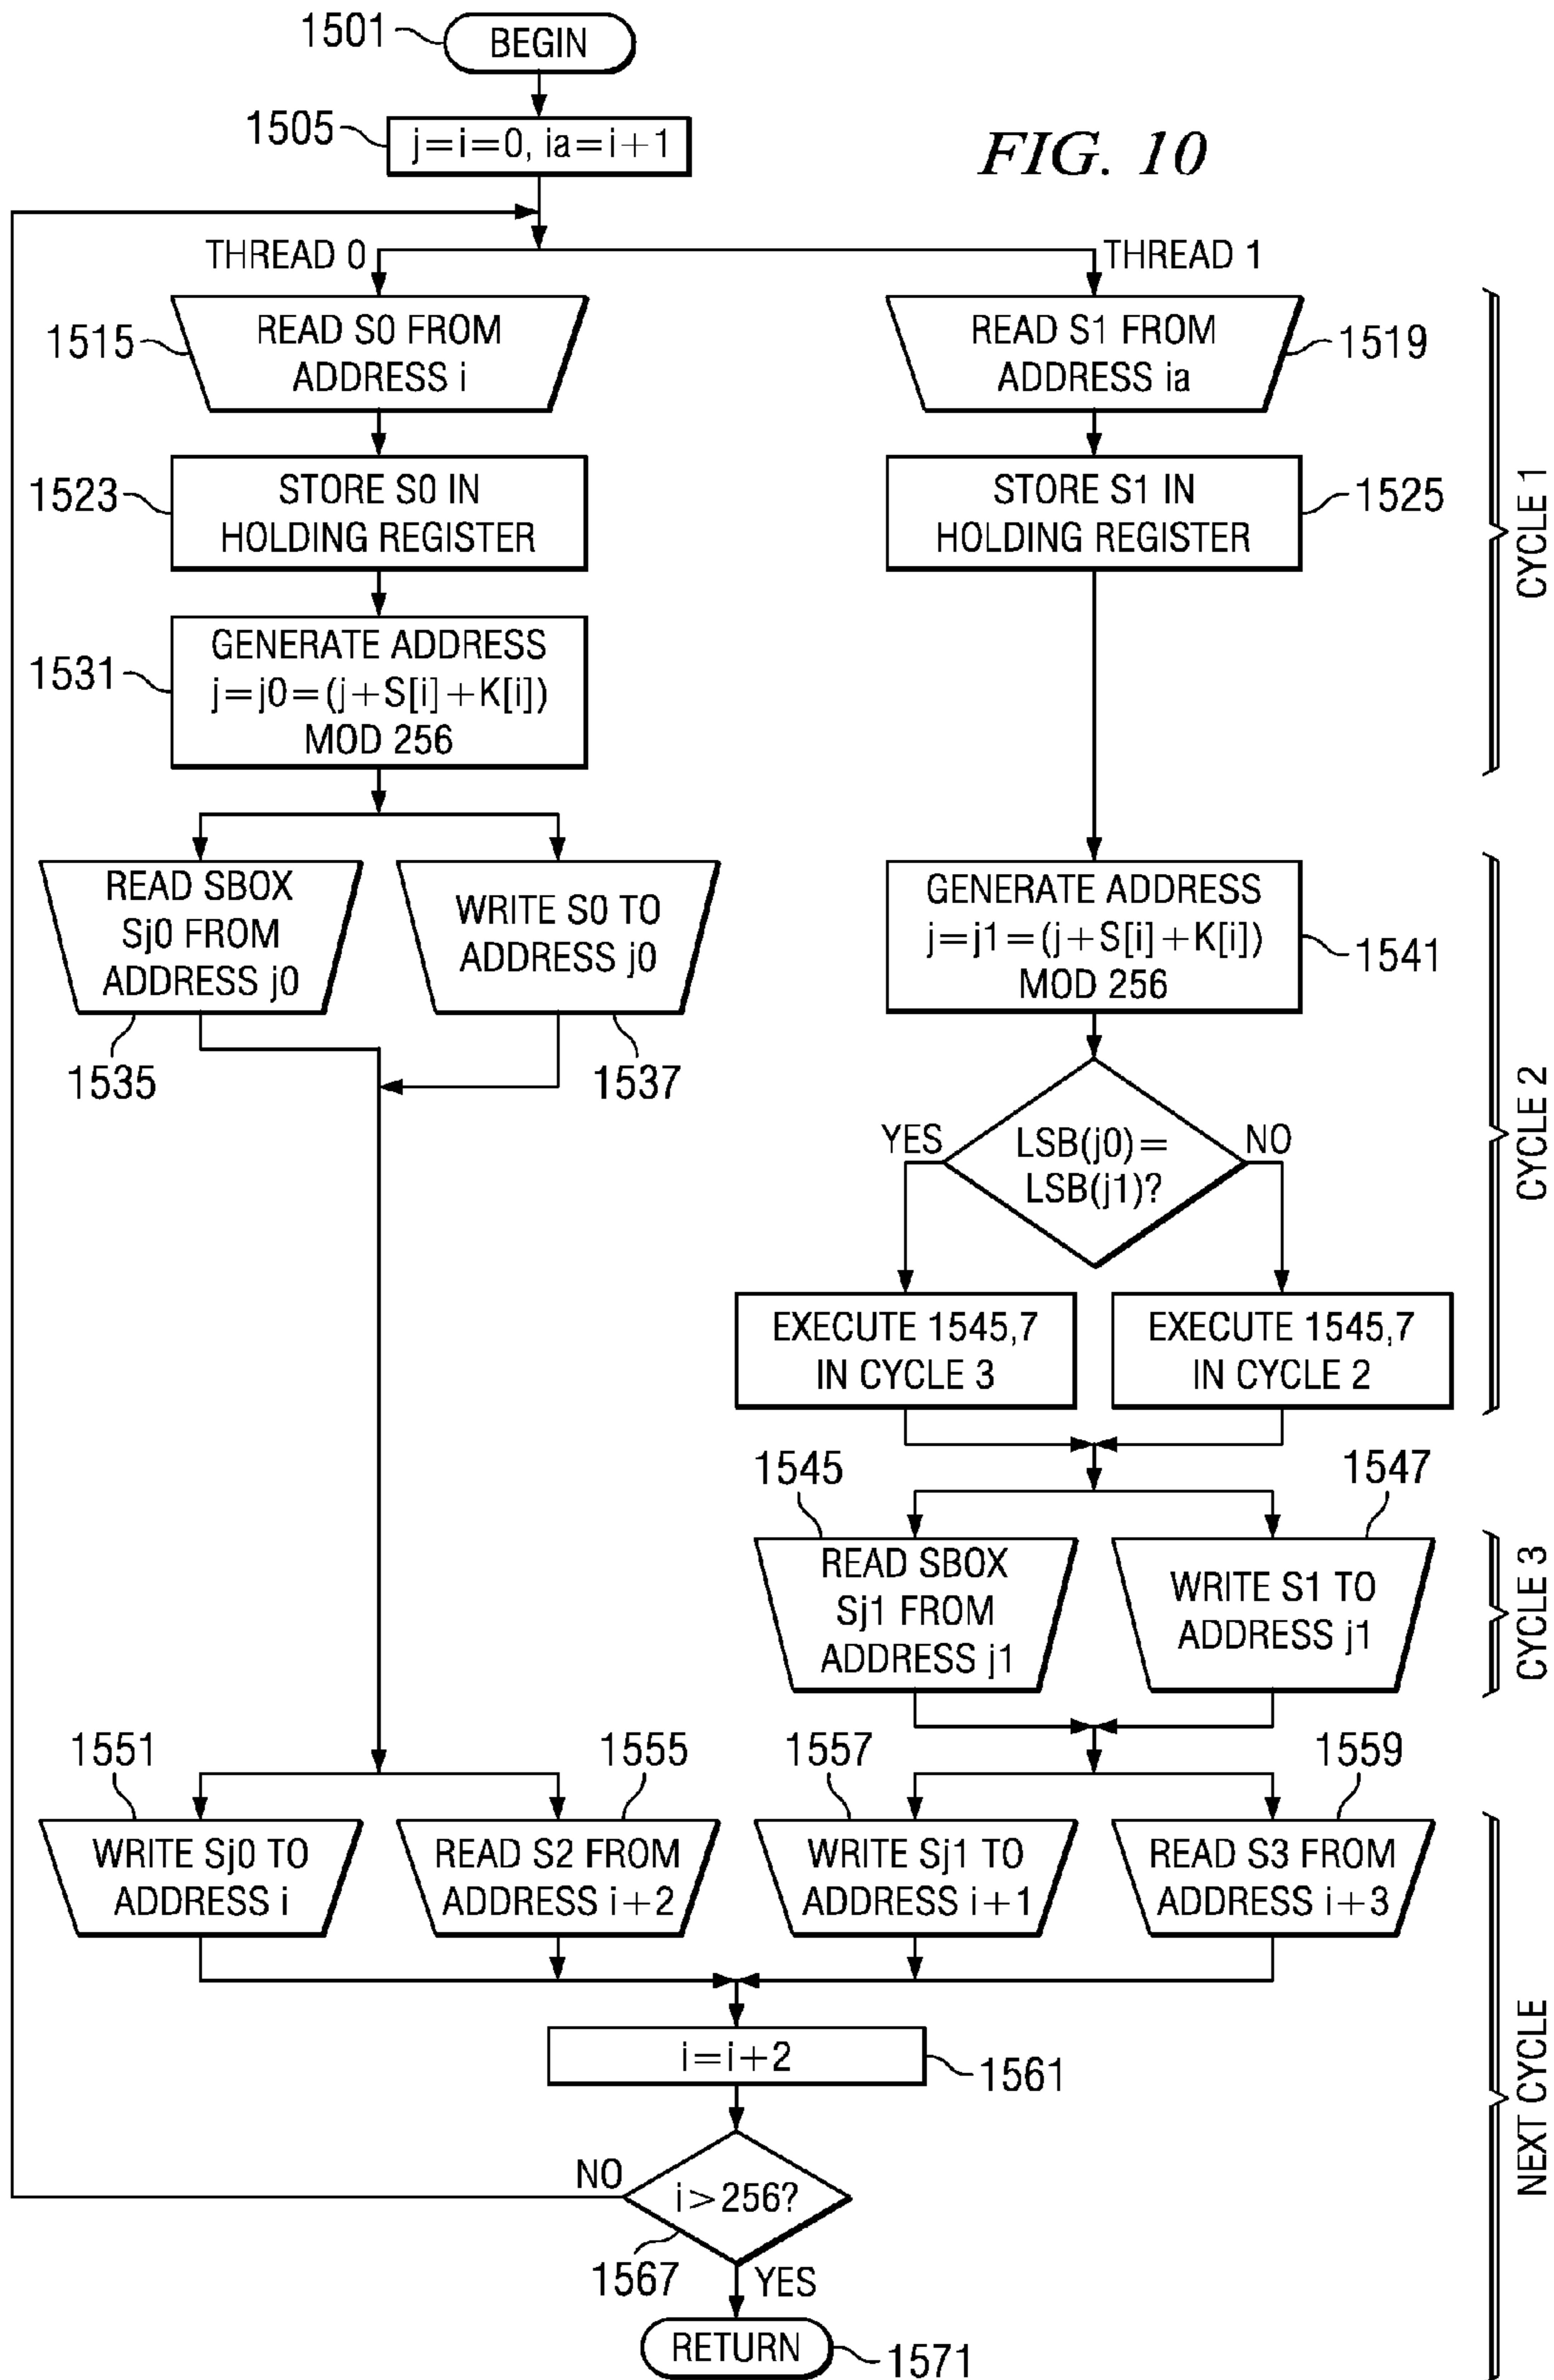 1501
BEGIN
1505
j=i=0, ia=i+1
FIG. 10
THREAD 0
THREAD 1
1515
READ S0 FROM
ADDRESS i
READ S1 FROM
ADDRESS ia
1519
1523
STORE S0 IN
HOLDING REGISTER
STORE S1 IN
HOLDING REGISTER
1525
CYCLE 1
1531
GENERATE ADDRESS
j=j0=(j+S[i]+K[i])
MOD 256
READ SBOX
Sj0 FROM
ADDRESS j0
1535
WRITE S0 TO
ADDRESS j0
1537
GENERATE ADDRESS
j=j1=(j+S[i]+K[i])
MOD 256
1541
LSB(j0)=
LSB(j1)?
YES
NO
EXECUTE 1545,7
IN CYCLE 3
EXECUTE 1545,7
IN CYCLE 2
CYCLE 2
1545
READ SBOX
Sj1 FROM
ADDRESS j1
1547
WRITE S1 TO
ADDRESS j1
CYCLE 3
1551
WRITE Sj0 TO
ADDRESS i
1555
READ S2 FROM
ADDRESS i+2
1557
WRITE Sj1 TO
ADDRESS i+1
1559
READ S3 FROM
ADDRESS i+3
i=i+2
1561
NO
i>256?
1567
YES
RETURN
1571
NEXT CYCLE